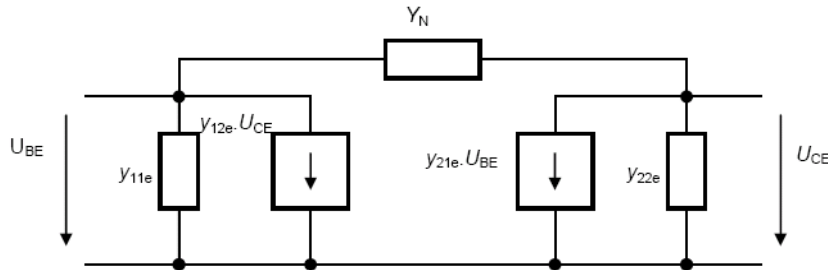 Y_N
y_12e.U_CE
U_BE
y_11e
y_21e.U_BE
y_22e
U_CE